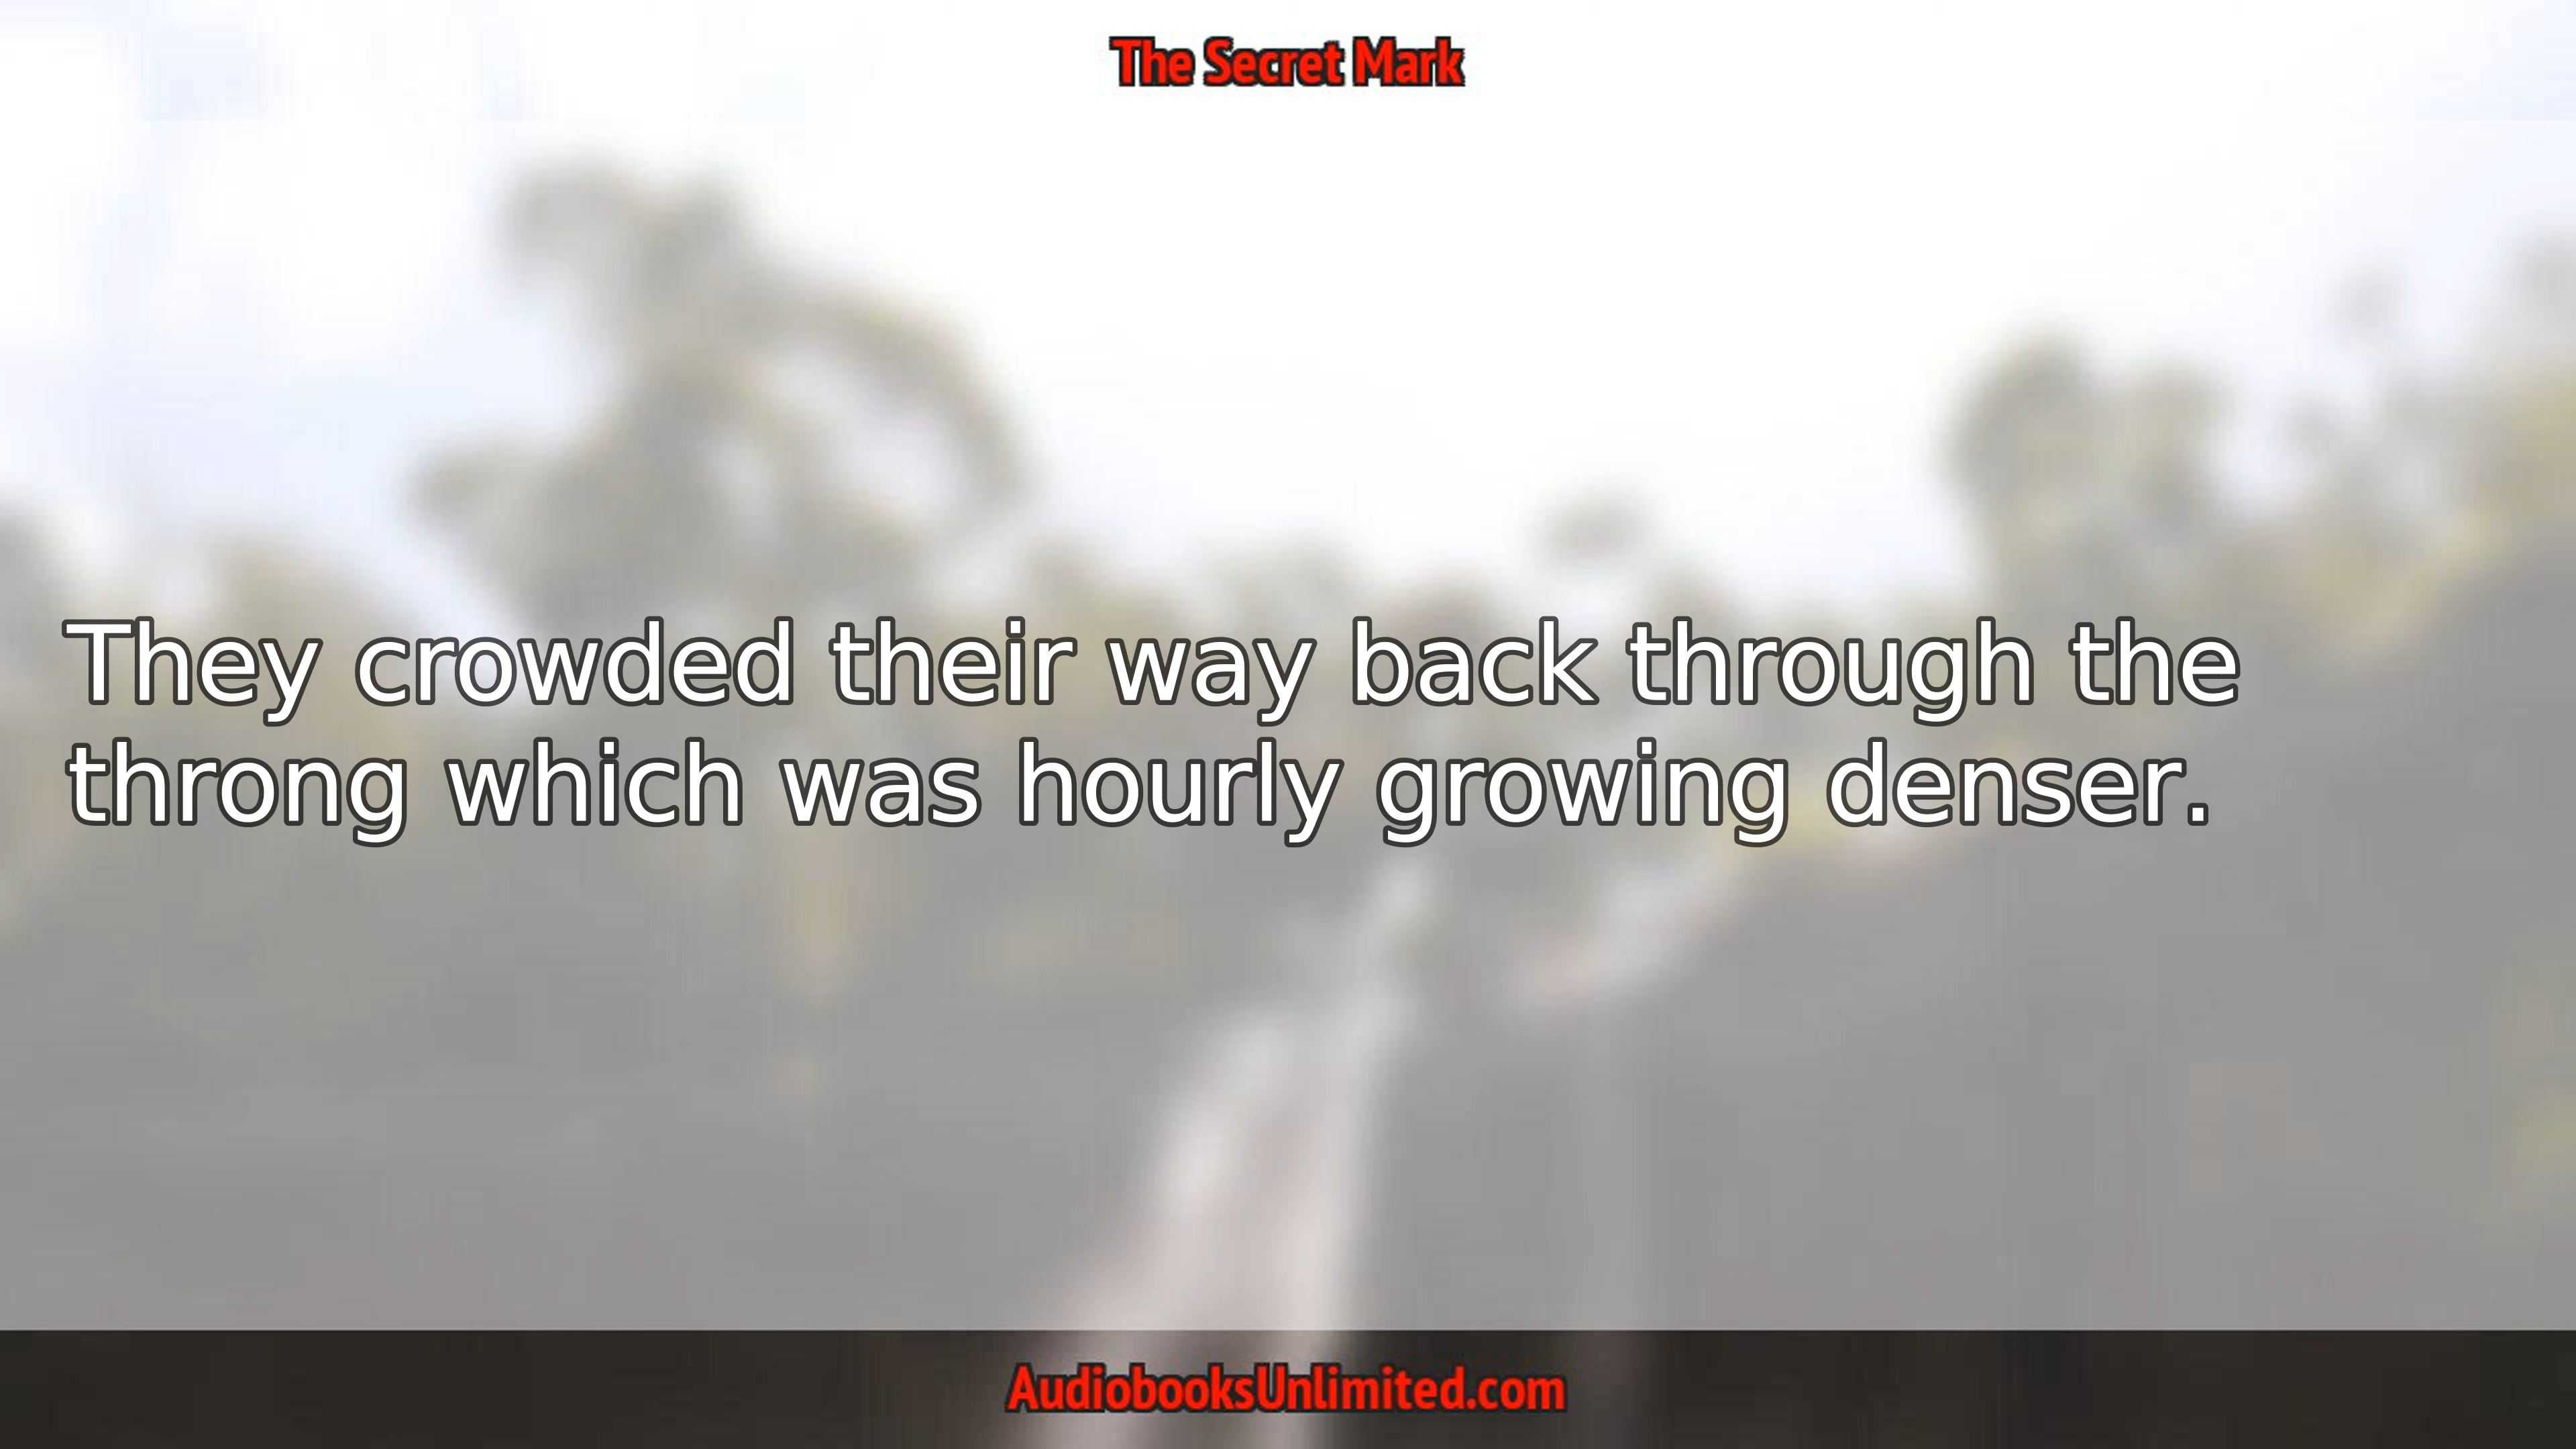 The Secret Mark
They crowded their way back through the
throng which was hourly growing denser.
AudiobooksUnlimited.com